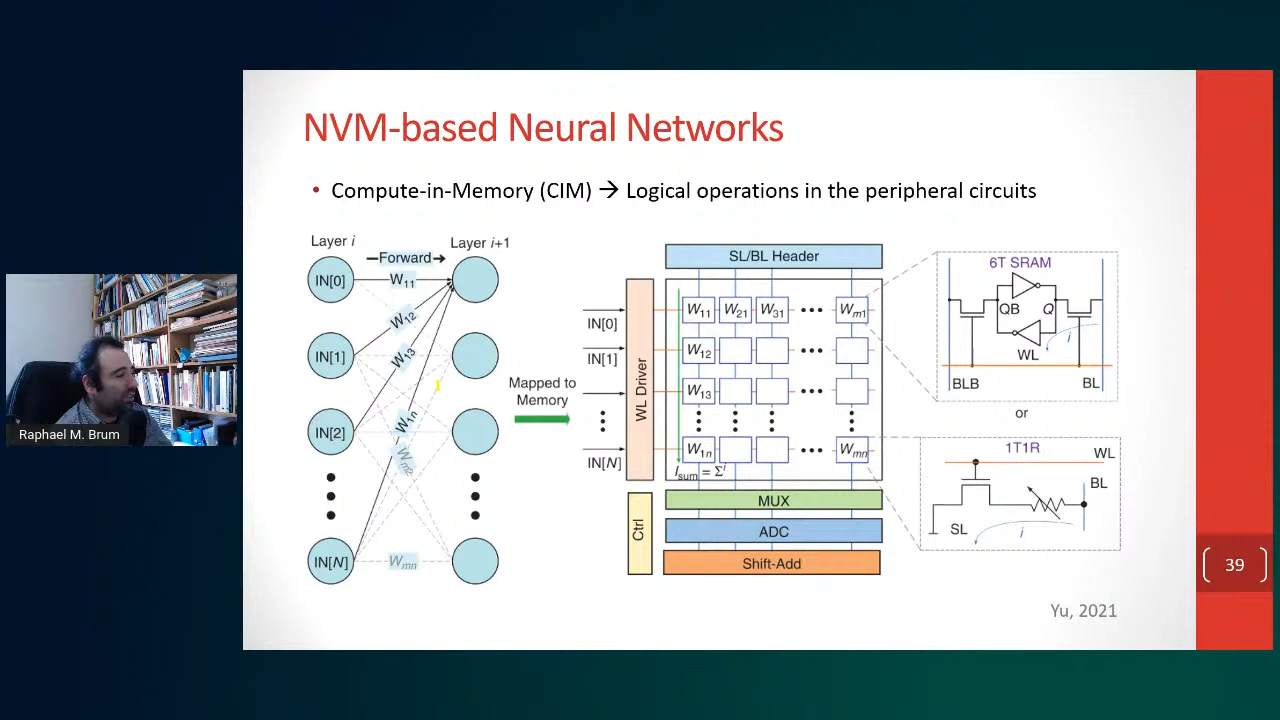 NVM-based Neural Networks
• Compute-in-Memory (CIM) → Logical operations in the peripheral circuits
Layer i
Forward
Layer i+1
IN[0]
IN[1]
IN[2]
IN[N]
W11
W12
W13
W1n
Wm2
Wmn
Mapped to
Memory
IN[0]
IN[1]
IN[N]
WL Driver
Ctrl
SL/BL Header
W11 W21 W31 Wm1
W12
W13
W1n Wmn
Isum = Σi
MUX
ADC
Shift-Add
6T SRAM
QB Q
WL i
BLB BL
or
1T1R
WL
BL
SL
i
Yu, 2021
39
Raphael M. Brum